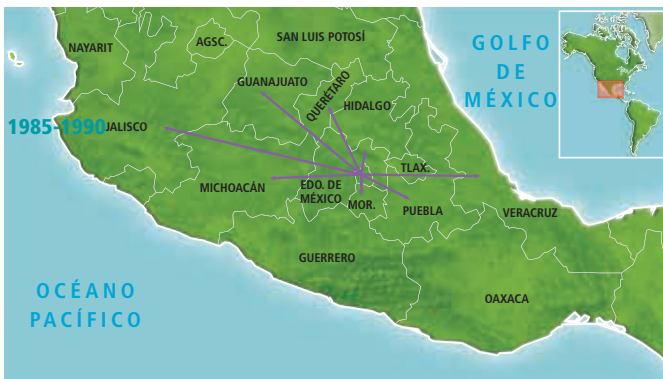 NAYARIT
AGSC.
SAN LUIS POTOSÍ
GOLFO
DE
MÉXICO
GUANAJUATO
QUERÉTARO
HIDALGO
1985-1990
JALISCO
TLAX.
MICHOACÁN
EDO. DE
MÉXICO
MOR.
PUEBLA
VERACRUZ
GUERRERO
OCÉANO
PACÍFICO
OAXACA